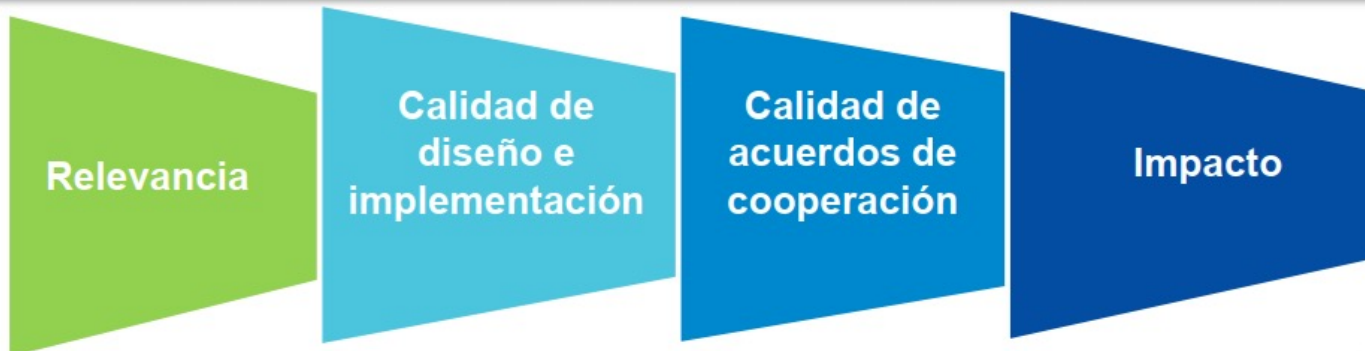 Relevancia
Calidad de
diseño e
implementación
Calidad de
acuerdos de
cooperación
Impacto